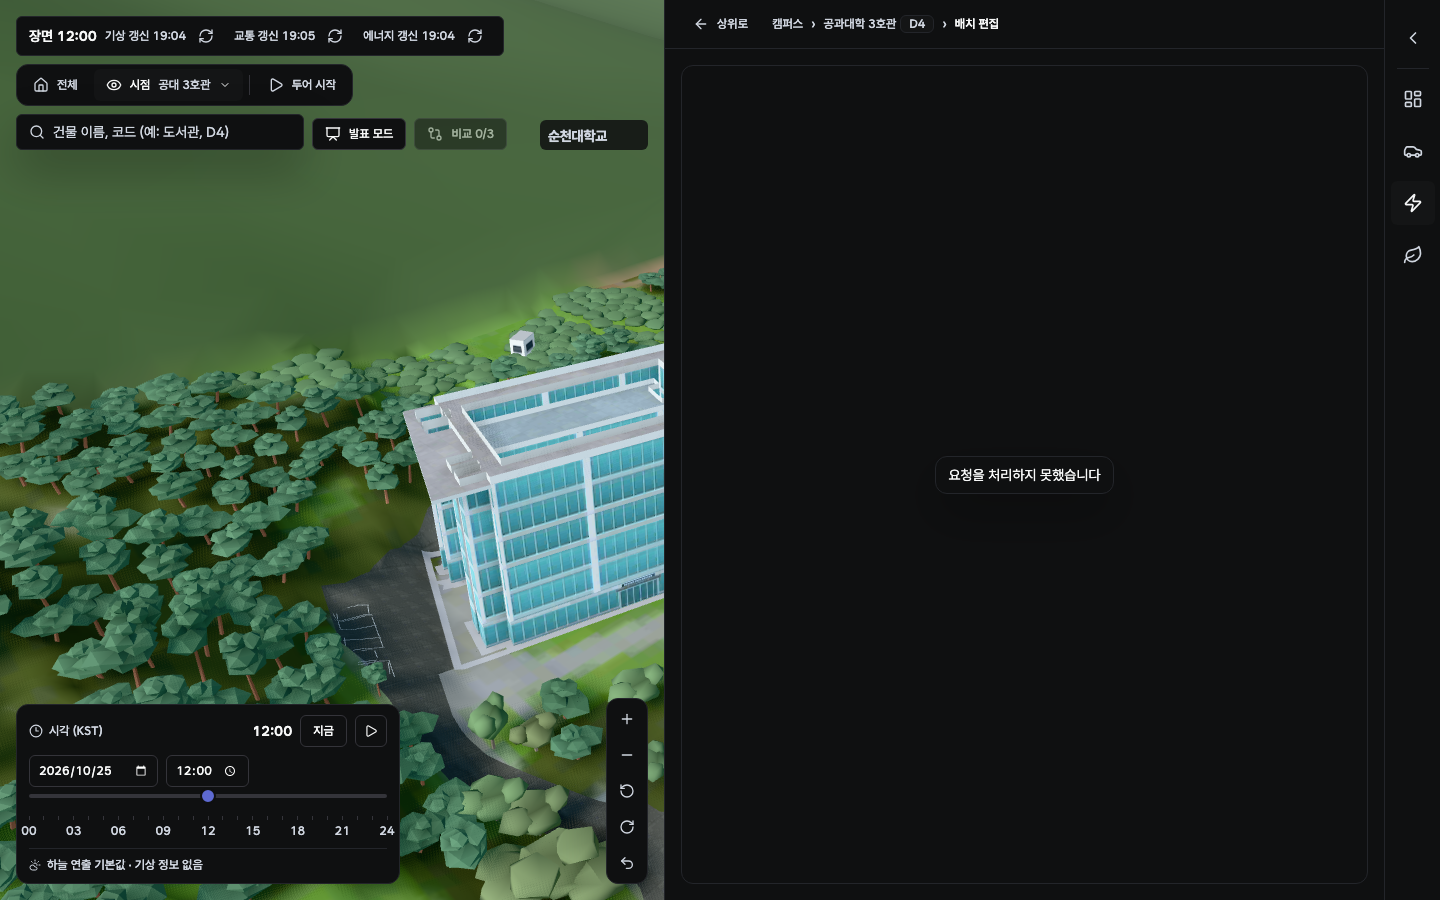 장면 12:00 기상 갱신 19:04 교통 갱신 19:05 에너지 갱신 19:04
전체 시점 공대 3호관 투어 시작
건물 이름, 코드 (예: 도서관, D4) 발표 모드 비교 0/3 순천대학교
시각 (KST) 12:00 지금
2026/10/25 12:00
00 03 06 09 12 15 18 21 24
하늘 연출 기본값 · 기상 정보 없음
상위로 캠퍼스 › 공과대학 3호관 D4 › 배치 편집
요청을 처리하지 못했습니다